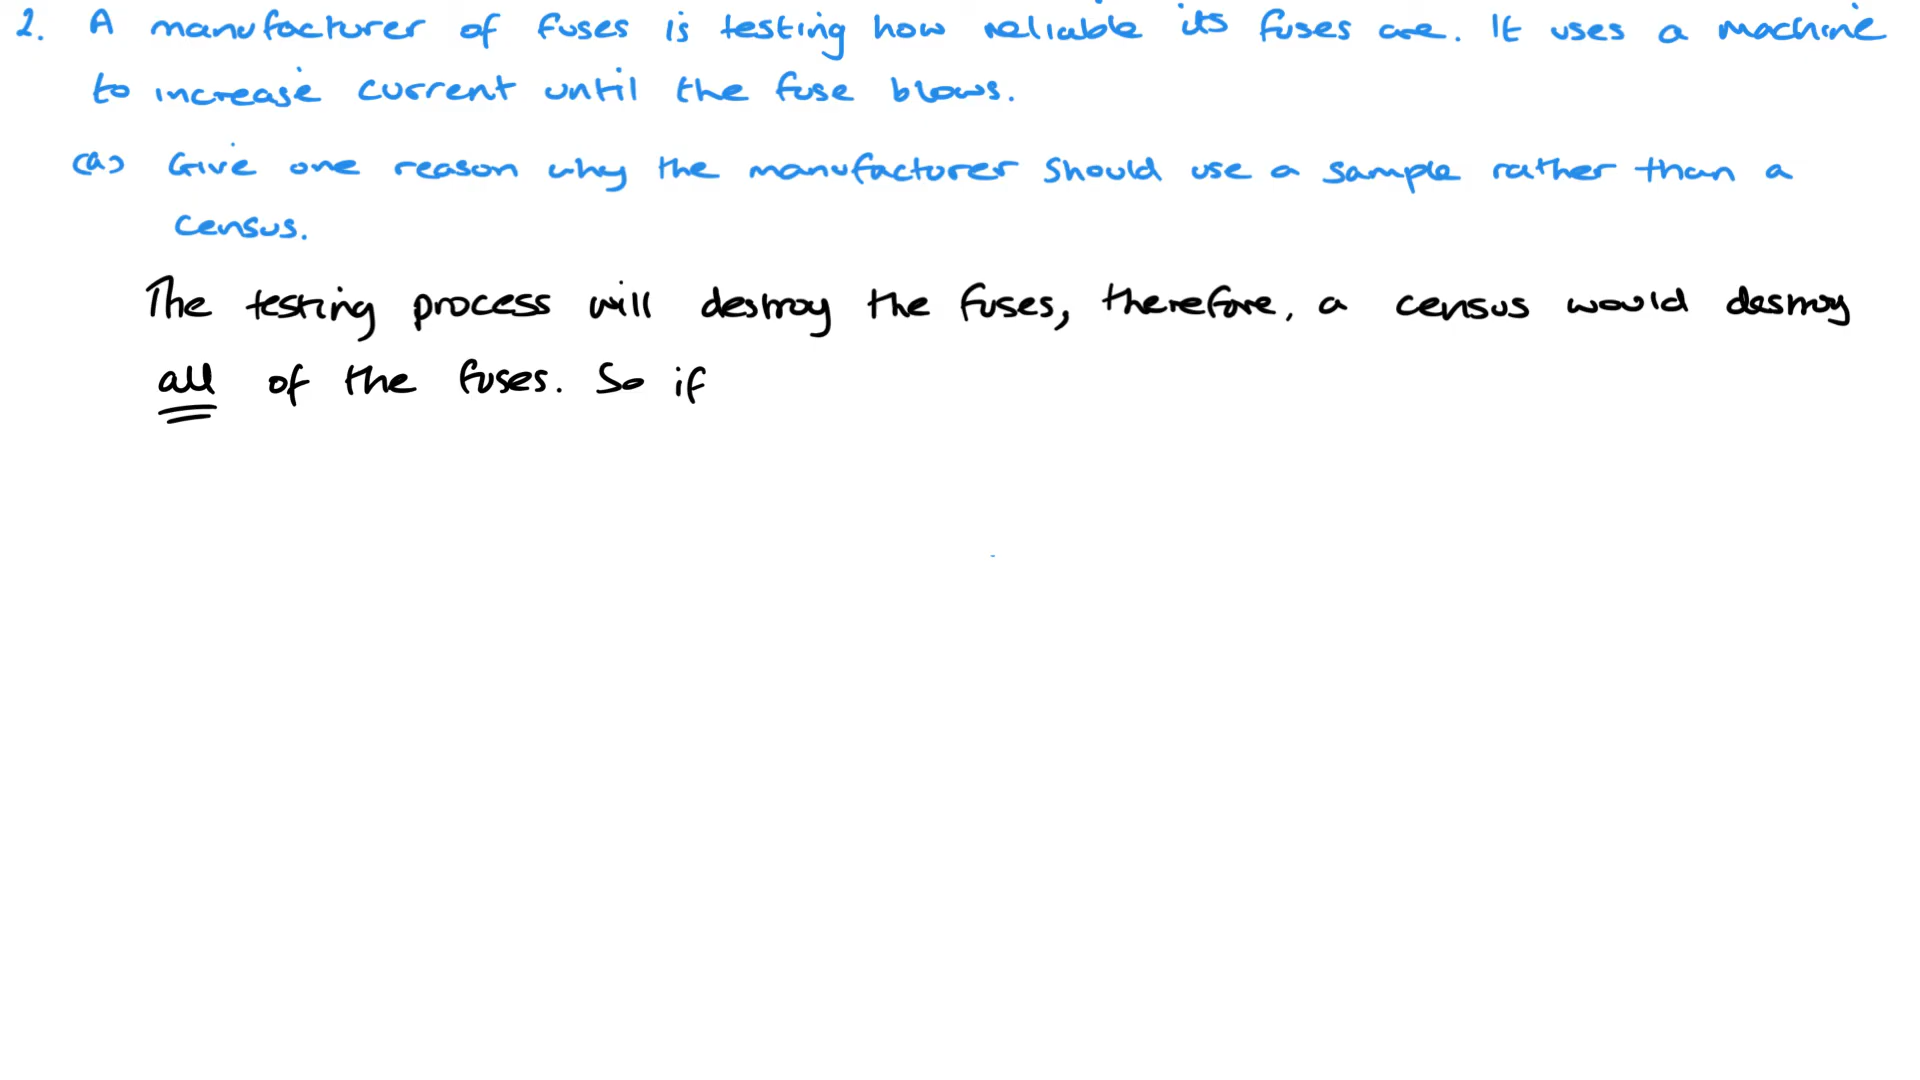 2. A manufacturer of fuses is testing how reliable its fuses are. It uses a machine
to increase current until the fuse blows.
(a) Give one reason why the manufacturer should use a sample rather than a
census.
The testing process will destroy the fuses, therefore, a census would destroy
all of the fuses. So if